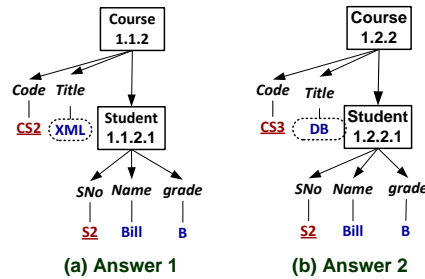 Course
1.1.2
Code Title
CS2 XML
Student
1.1.2.1
SNo Name grade
S2 Bill B
(a) Answer 1
Course
1.2.2
Code Title
CS3 DB
Student
1.2.2.1
SNo Name grade
S2 Bill B
(b) Answer 2